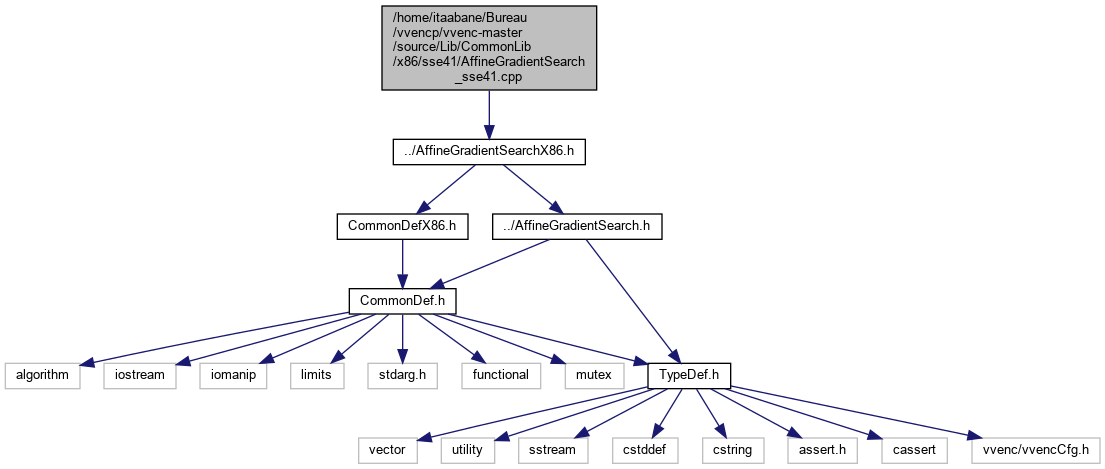 /home/itaabane/Bureau
/vvencp/vvenc-master
/source/Lib/CommonLib
/x86/sse41/AffineGradientSearch
_sse41.cpp
../AffineGradientSearchX86.h
CommonDefX86.h
../AffineGradientSearch.h
CommonDef.h
algorithm
iostream
iomanip
limits
stdarg.h
functional
mutex
TypeDef.h
vector
utility
sstream
cstddef
cstring
assert.h
cassert
vvenc/vvencCfg.h